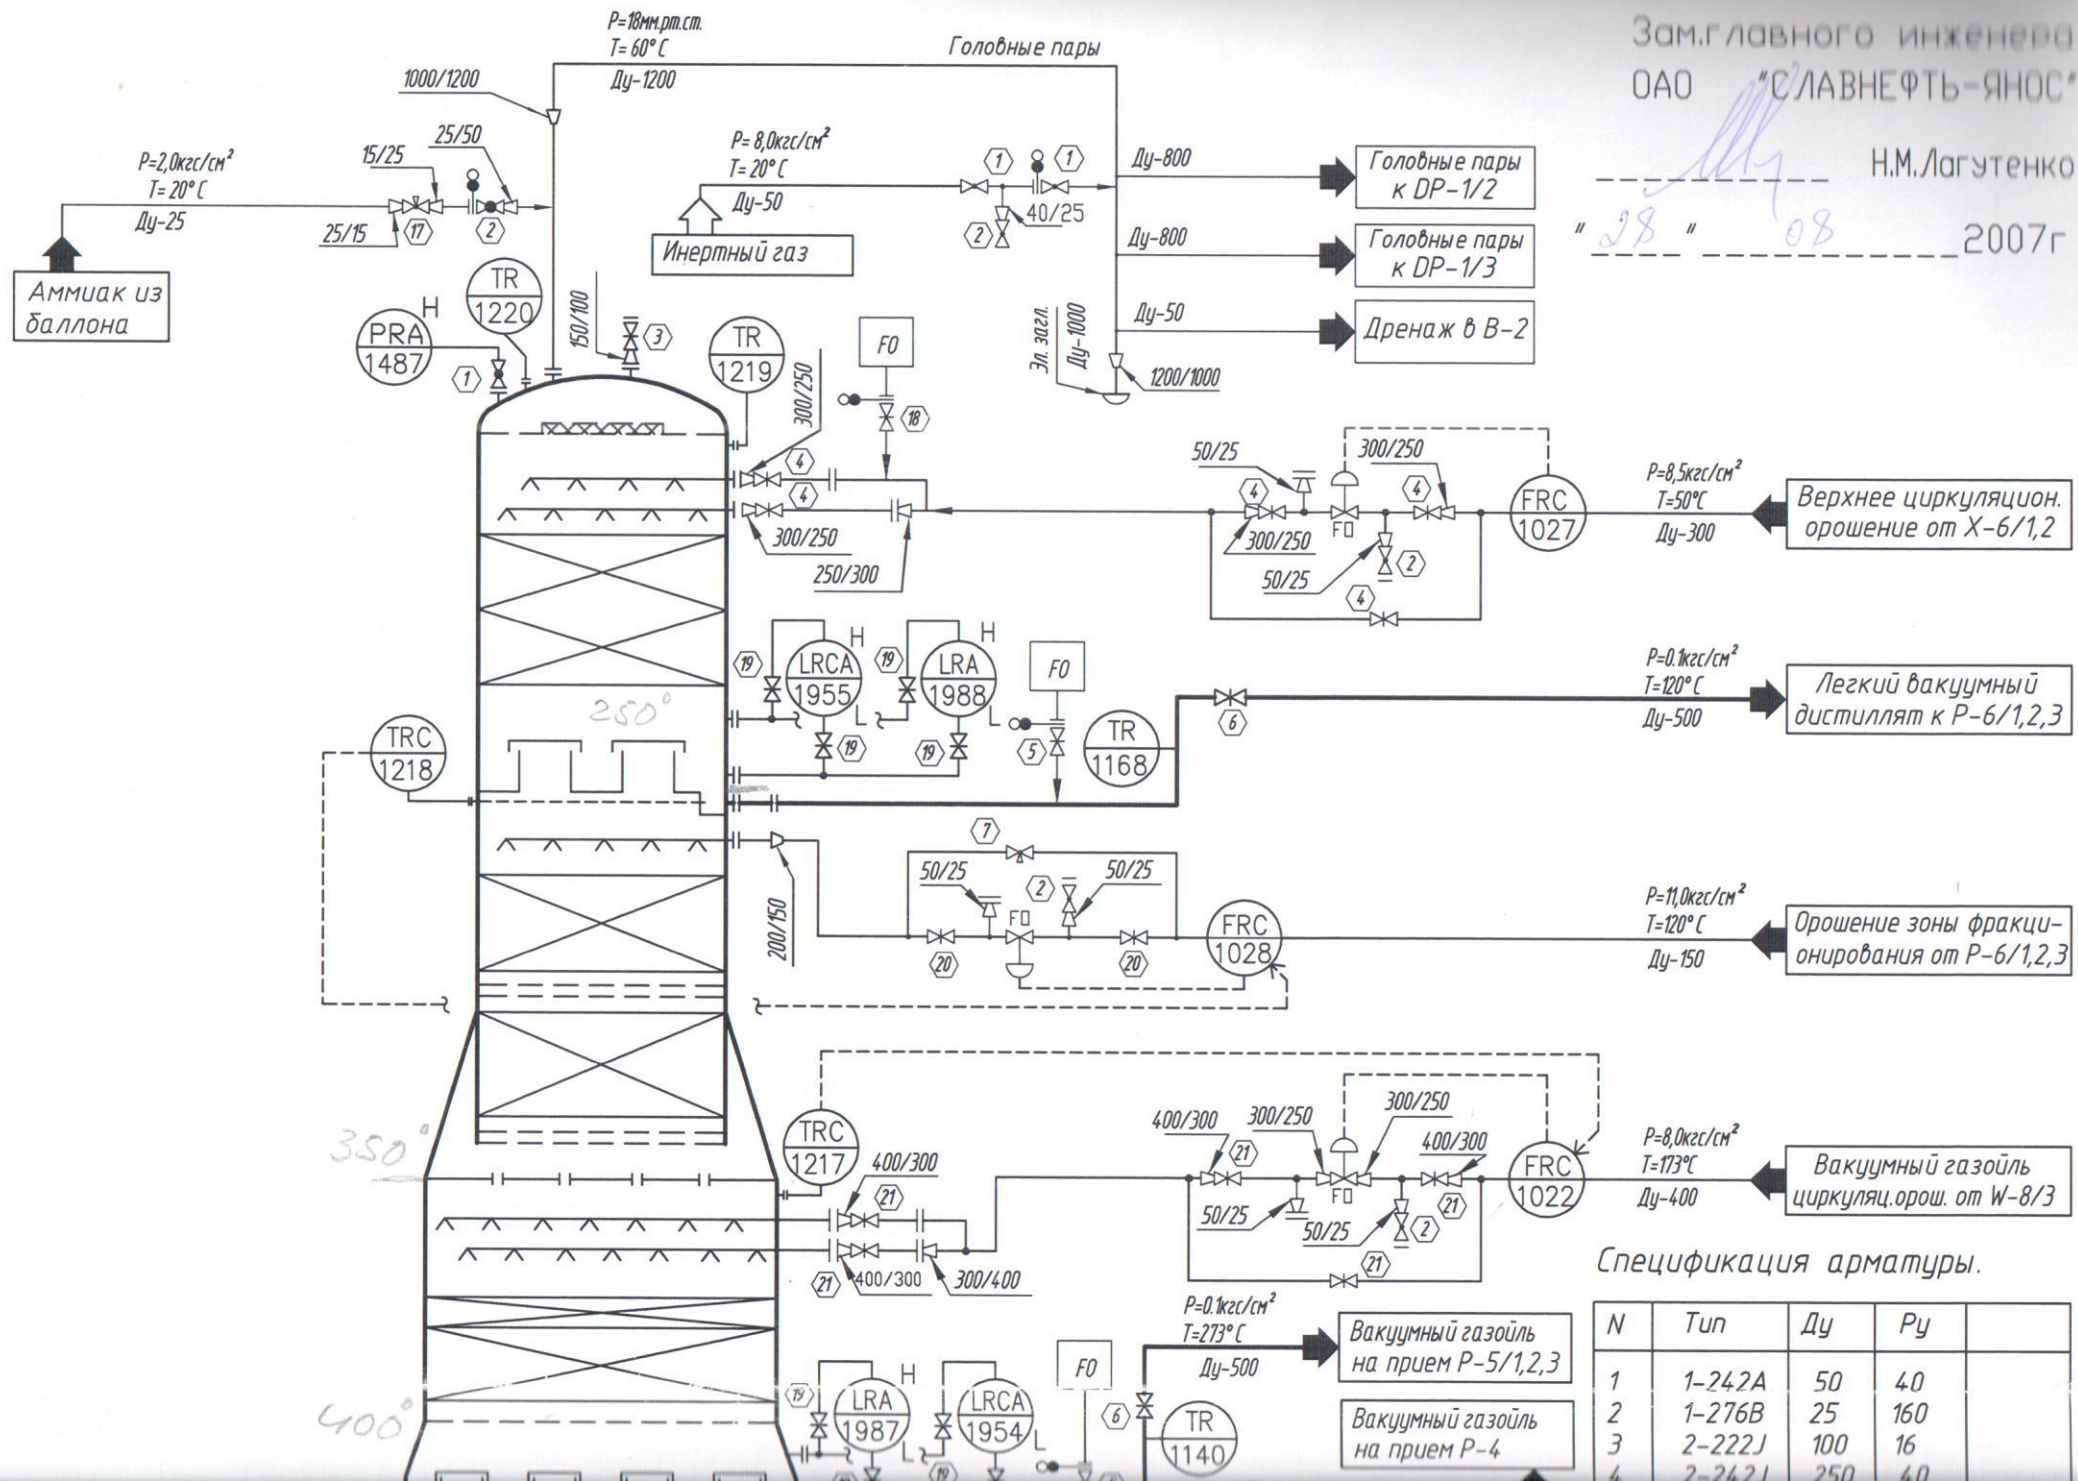 Зам.главного инженера
ОАО "СЛАВНЕФТЬ-ЯНОС"
Н.М.Лагутенко
" 28 " 08 2007г
P=18мм.рт.ст.
T=60°C
Ду-1200
Головные пары
1000/1200
P=2,0кгс/см²
T=20°C
Ду-25
15/25
25/50
25/15
17
2
Аммиак из
баллона
P=8,0кгс/см²
T=20°C
Ду-50
Инертный газ
1
1
2
40/25
Ду-800
Головные пары
к DP-1/2
Ду-800
Головные пары
к DP-1/3
Ду-50
Дренаж в В-2
Эл. загл.
Ду-1000
1200/1000
PRA
1487
H
1
TR
1220
150/100
3
TR
1219
300/250
FO
18
4
4
300/250
250/300
50/25
4
300/250
FO
300/250
4
50/25
2
4
FRC
1027
P=8,5кгс/см²
T=50°C
Ду-300
Верхнее циркуляцион.
орошение от X-6/1,2
19
LRCA
1955
H
L
19
19
LRA
1988
H
L
19
FO
5
TR
1168
6
P=0.1кгс/см²
T=120°C
Ду-500
Легкий вакуумный
дистиллят к P-6/1,2,3
250°
TRC
1218
200/150
7
50/25
2
50/25
FO
20
20
FRC
1028
P=11,0кгс/см²
T=120°C
Ду-150
Орошение зоны фракци-
онирования от P-6/1,2,3
350°
TRC
1217
400/300
21
21
400/300
300/400
400/300
21
300/250
300/250
400/300
FO
50/25
50/25
2
21
21
FRC
1022
P=8,0кгс/см²
T=173°C
Ду-400
Вакуумный газойль
циркуляц.орош. от W-8/3
400°
19
LRA
1987
H
L
19
LRCA
1954
L
FO
6
TR
1140
P=0.1кгс/см²
T=273°C
Ду-500
Вакуумный газойль
на прием P-5/1,2,3
Вакуумный газойль
на прием P-4
Спецификация арматуры.
N Тип Ду Ру
1 1-242А 50 40
2 1-276В 25 160
3 2-222J 100 16
4 2-242J 250 40